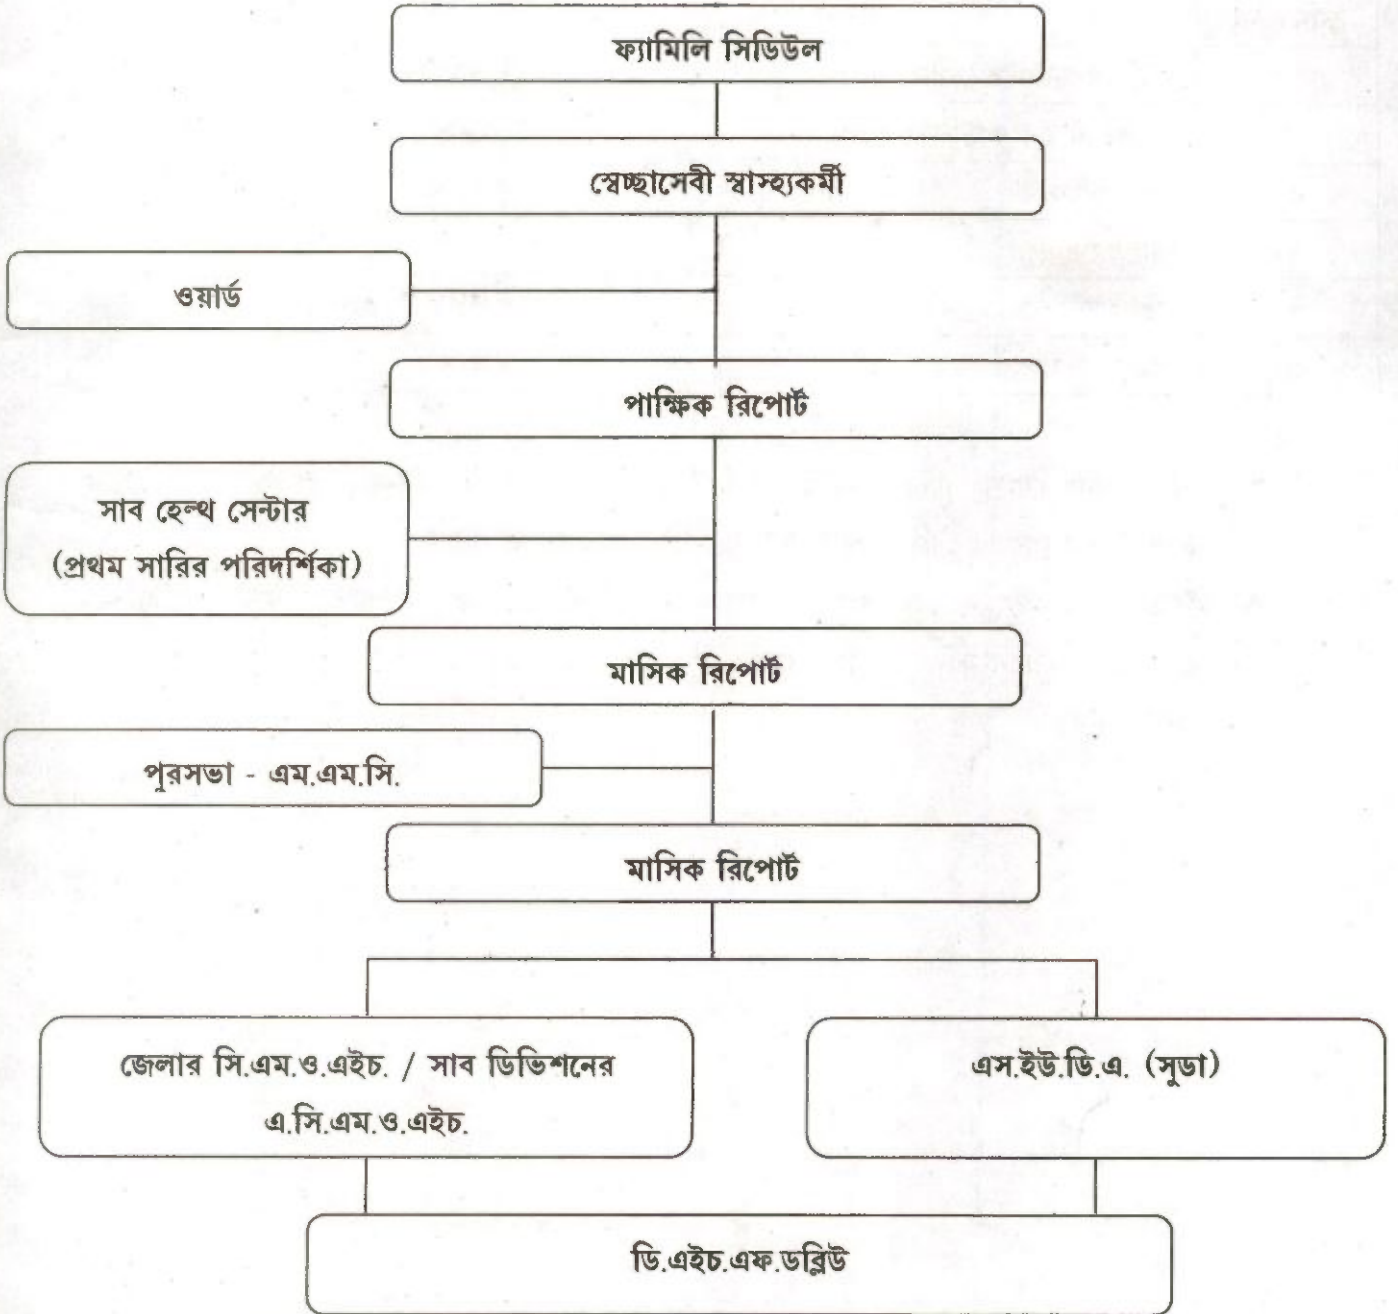 ফ্যামিলি সিডিউল
স্বেচ্ছাসেবী স্বাস্হ্যকর্মী
ওয়ার্ড
পাক্ষিক রিপোর্ট
সাব হেল্থ সেন্টার
(প্রথম সারির পরিদর্শিকা)
মাসিক রিপোর্ট
পুরসভা - এম.এম.সি.
মাসিক রিপোর্ট
জেলার সি.এম.ও.এইচ. / সাব ডিভিশনের
এ.সি.এম.ও.এইচ.
এস.ইউ.ডি.এ. (সুডা)
ডি.এইচ.এফ.ডব্লিউ